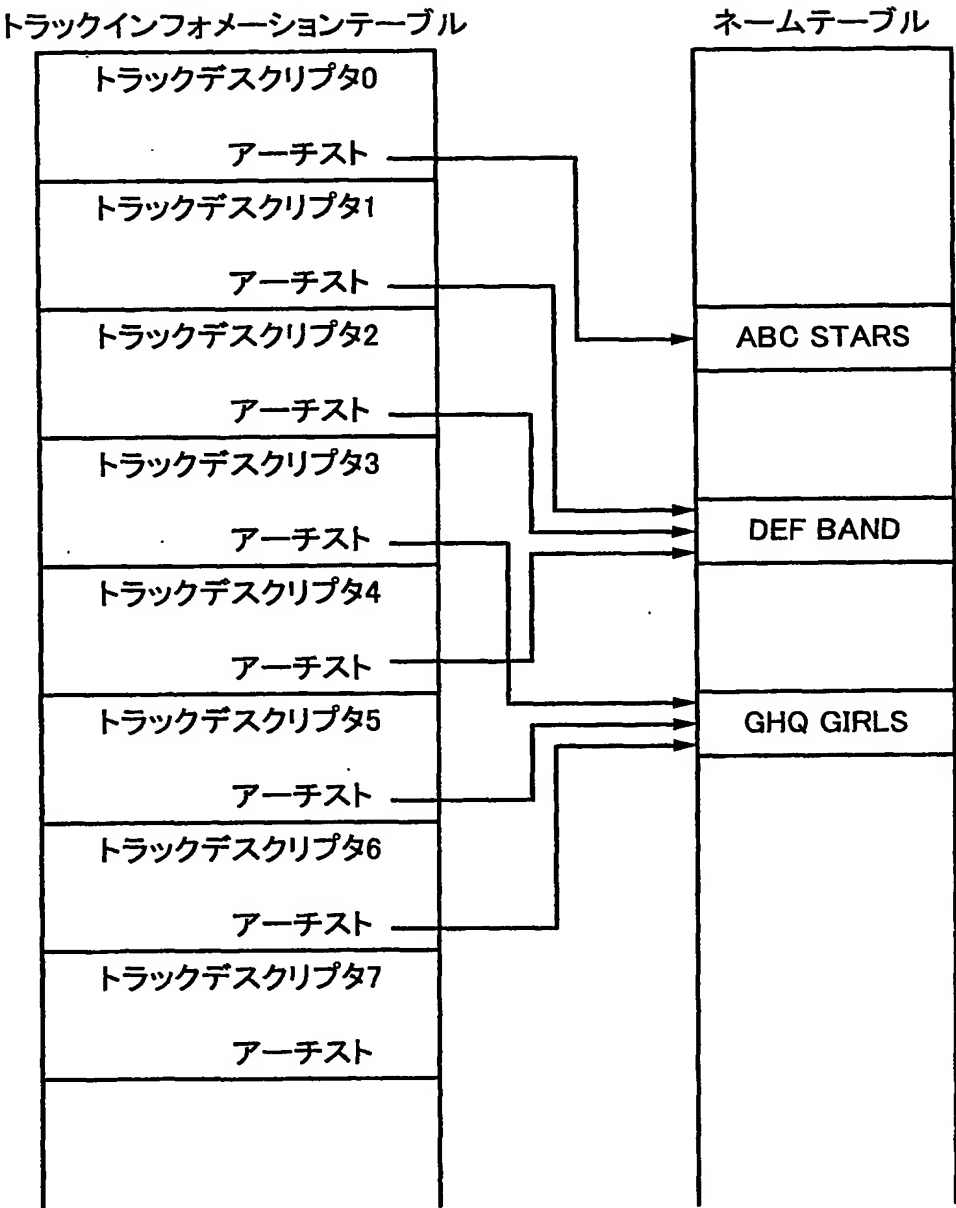 トラックインフォメーションテーブル
ネームテーブル
トラックデスクリプタ0
アーチスト
トラックデスクリプタ1
アーチスト
トラックデスクリプタ2
アーチスト
トラックデスクリプタ3
アーチスト
トラックデスクリプタ4
アーチスト
トラックデスクリプタ5
アーチスト
トラックデスクリプタ6
アーチスト
トラックデスクリプタ7
アーチスト
ABC STARS
DEF BAND
GHQ GIRLS